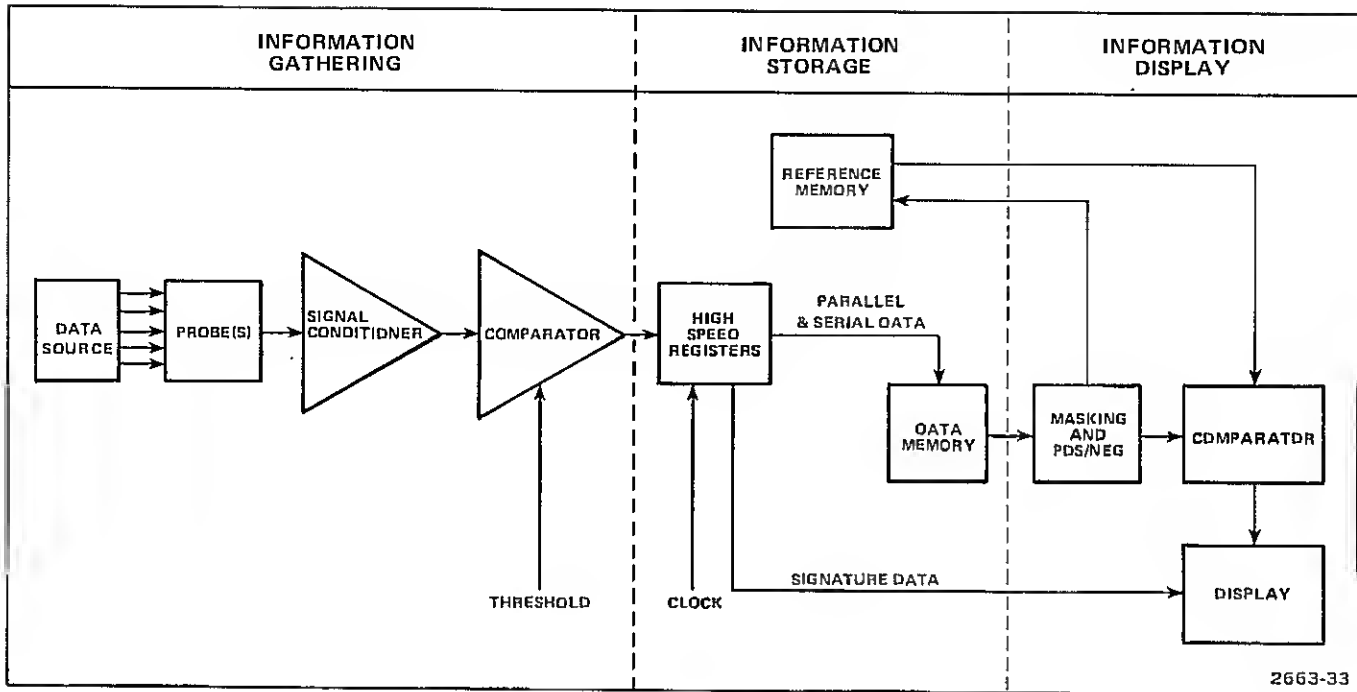 INFORMATION
GATHERING
INFORMATION
STORAGE
INFORMATION
DISPLAY
REFERENCE
MEMORY
DATA
SOURCE
PROBE(S)
SIGNAL
CONDITIONER
COMPARATOR
HIGH
SPEED
REGISTERS
PARALLEL
& SERIAL DATA
DATA
MEMORY
MASKING
AND
POS/NEG
COMPARATOR
THRESHOLD
CLOCK
SIGNATURE DATA
DISPLAY
2663-33